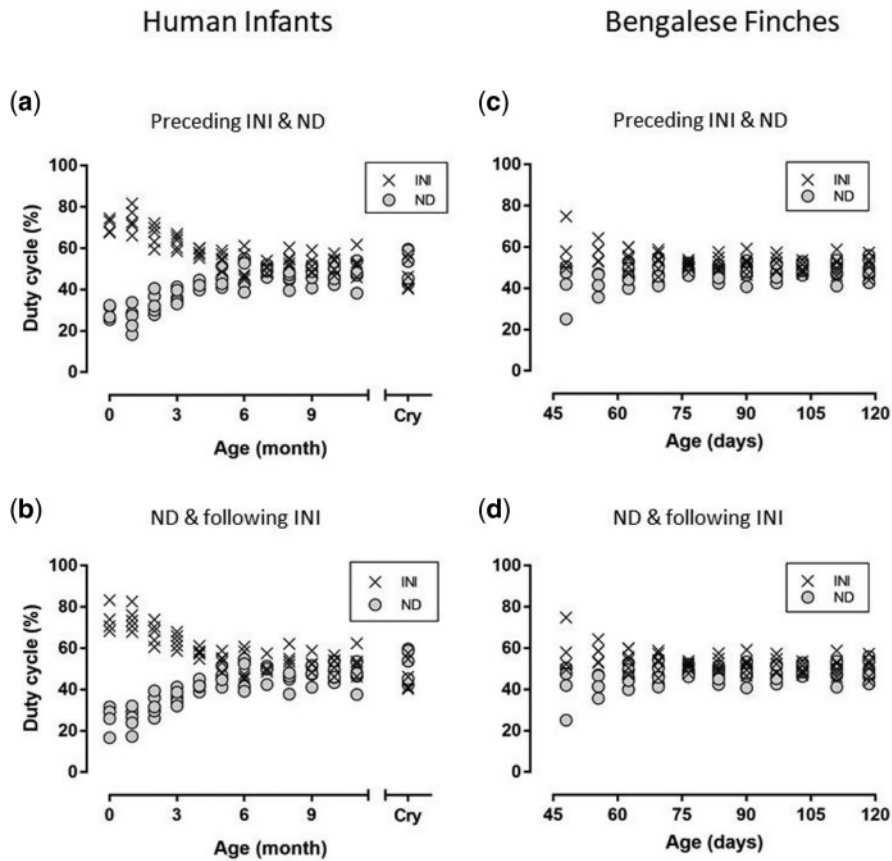 Human Infants
Bengalese Finches
(a)
Preceding INI & ND
INI
ND
Duty cycle (%)
100
80
60
40
20
0
0 3 6 9 Cry
Age (month)
(c)
Preceding INI & ND
INI
ND
100
80
60
40
20
0
45 60 75 90 105 120
Age (days)
(b)
ND & following INI
INI
ND
Duty cycle (%)
100
80
60
40
20
0
0 3 6 9 Cry
Age (month)
(d)
ND & following INI
INI
ND
100
80
60
40
20
0
45 60 75 90 105 120
Age (days)